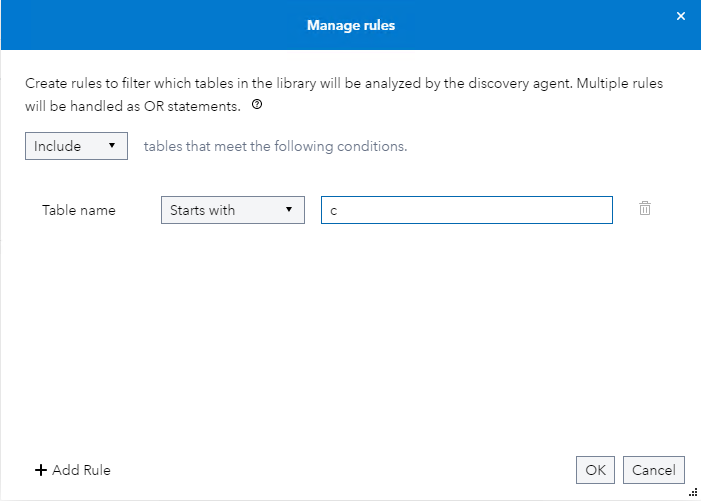 Manage rules
Create rules to filter which tables in the library will be analyzed by the discovery agent. Multiple rules
will be handled as OR statements.
Include tables that meet the following conditions.
Table name Starts with c
Add Rule OK Cancel